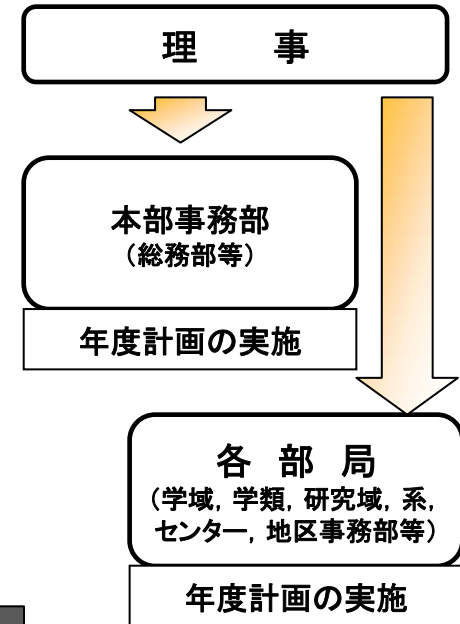 理　　事
本部事務部
（総務部等）
年度計画の実施
各　部　局
（学域，学類，研究域，系，
センター，地区事務部等）
年度計画の実施